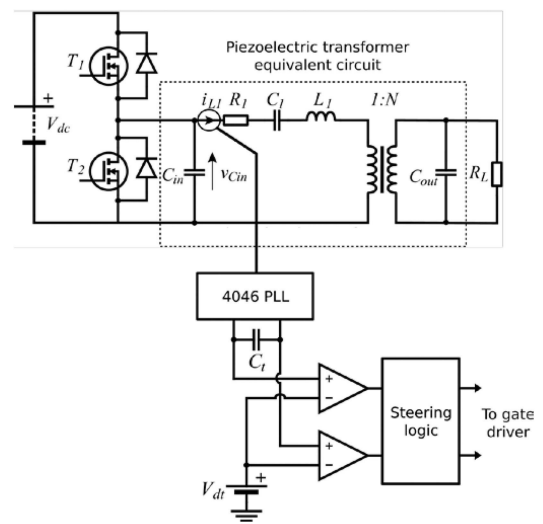 Piezoelectric transformer
equivalent circuit
T1
Vdc
T2
iL1
R1
C1
L1
1:N
Cin
vCin
Cout
RL
4046 PLL
Ct
+
−
+
−
+
+
Vdt
Steering
logic
To gate
driver